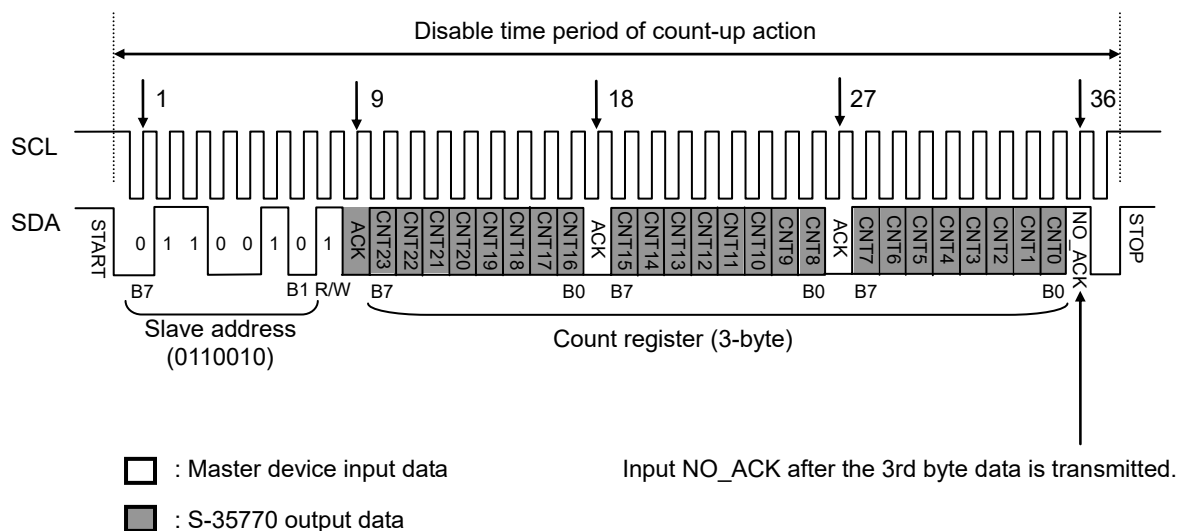 Disable time period of count-up action
1 9 18 27 36
SCL
SDA
START 0 1 1 0 0 1 0 1 ACK CNT23 CNT22 CNT21 CNT20 CNT19 CNT18 CNT17 CNT16 ACK CNT15 CNT14 CNT13 CNT12 CNT11 CNT10 CNT9 CNT8 ACK CNT7 CNT6 CNT5 CNT4 CNT3 CNT2 CNT1 CNT0 NO_ACK STOP
B7 B1 R/W B7 B0 B7 B0 B7 B0
Slave address
(0110010)
Count register (3-byte)
: Master device input data
Input NO_ACK after the 3rd byte data is transmitted.
: S-35770 output data